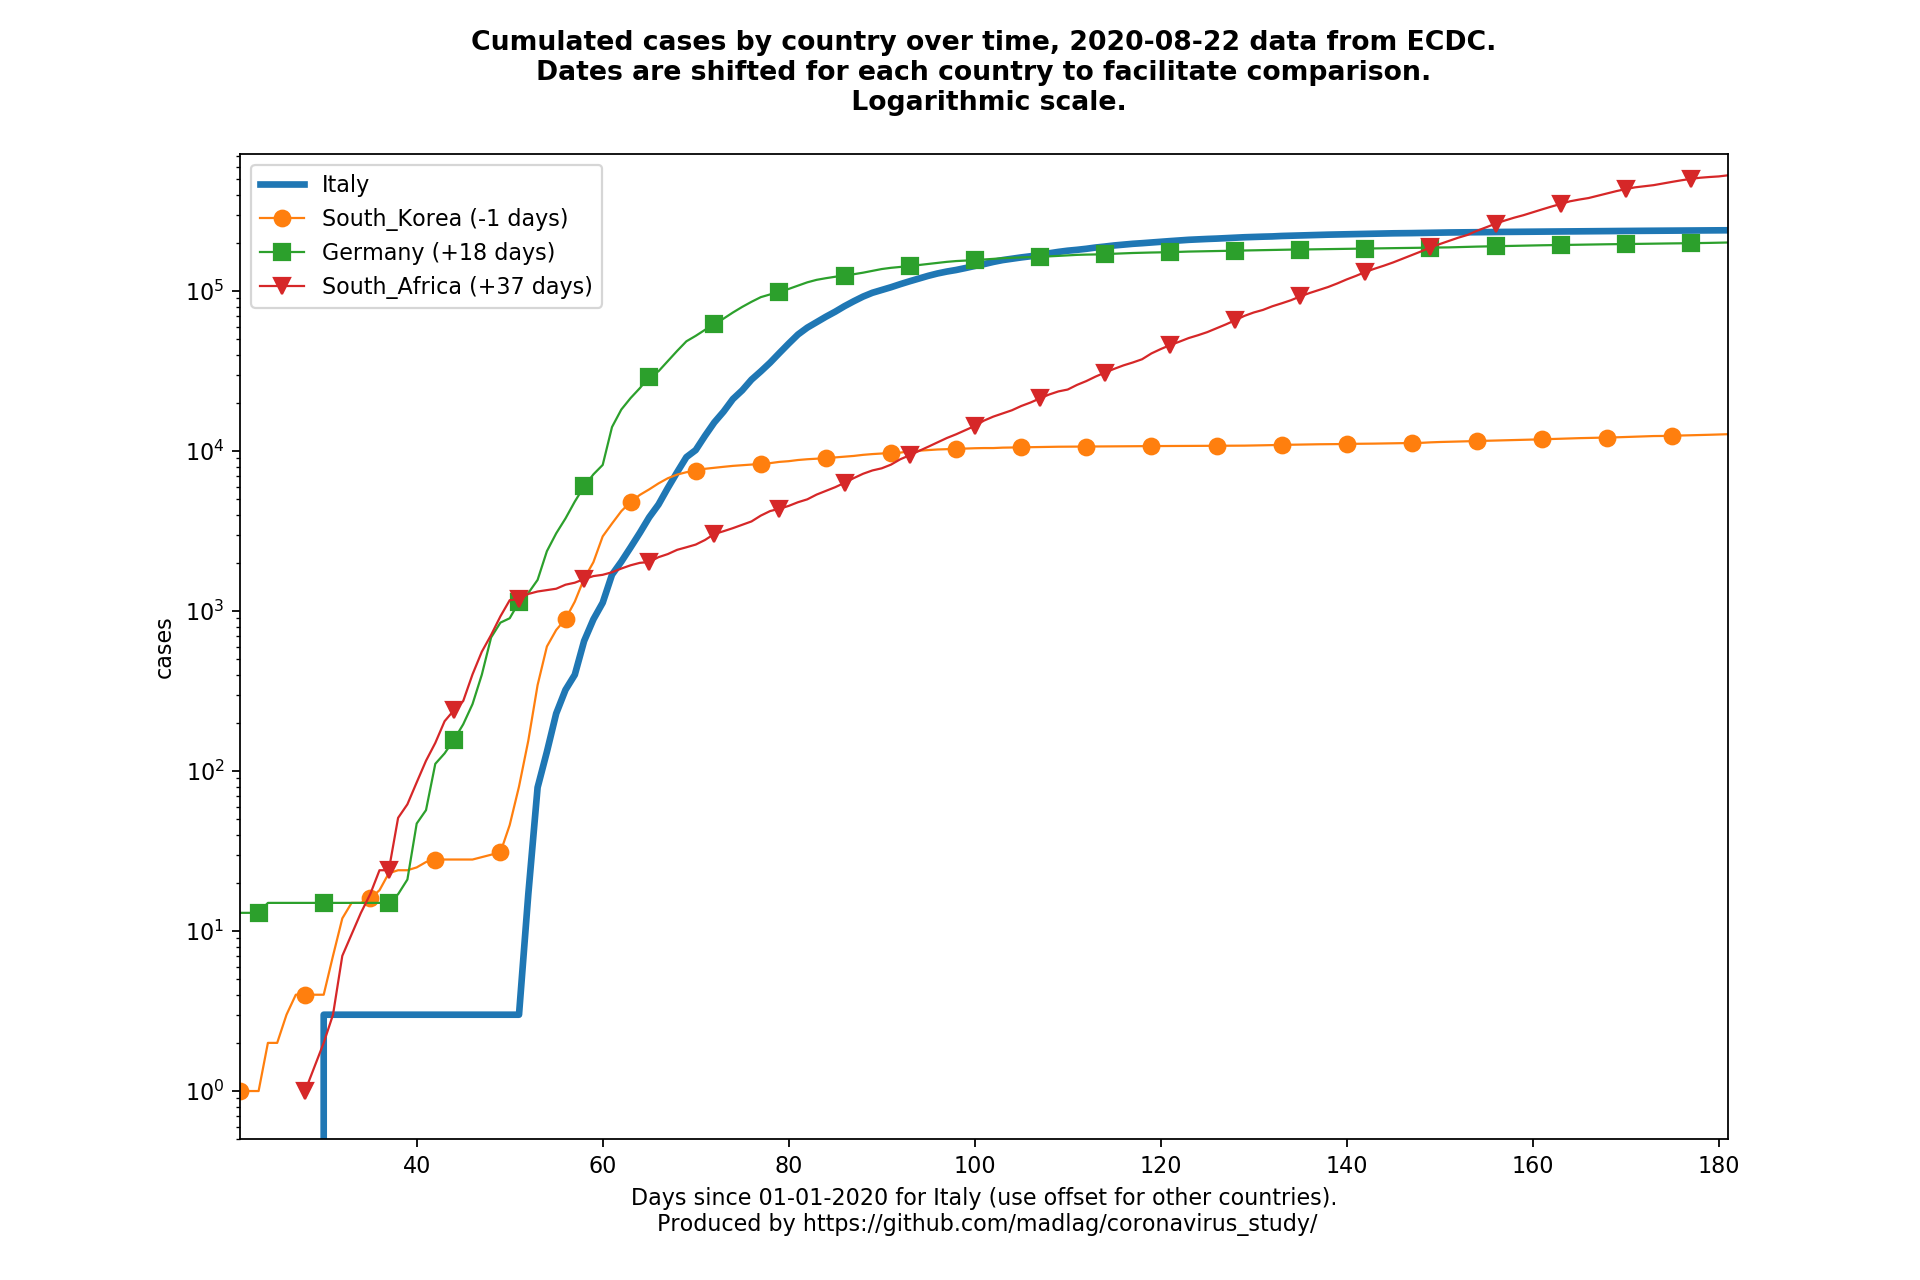 Cumulated cases by country over time, 2020-08-22 data from ECDC.
Dates are shifted for each country to facilitate comparison.
Logarithmic scale.
Italy
South_Korea (-1 days)
Germany (+18 days)
South_Africa (+37 days)
cases
10^5
10^4
10^3
10^2
10^1
10^0
40 60 80 100 120 140 160 180
Days since 01-01-2020 for Italy (use offset for other countries).
Produced by https://github.com/madlag/coronavirus_study/